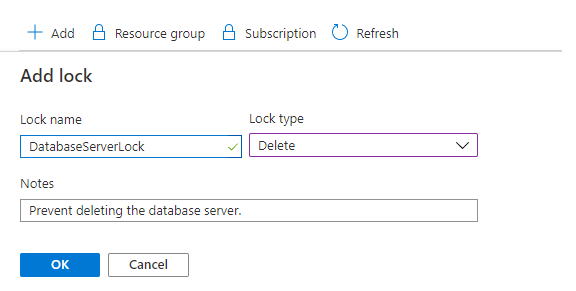 Add Resource group Subscription Refresh
Add lock
Lock name Lock type
DatabaseServerLock Delete
Notes
Prevent deleting the database server.
OK Cancel